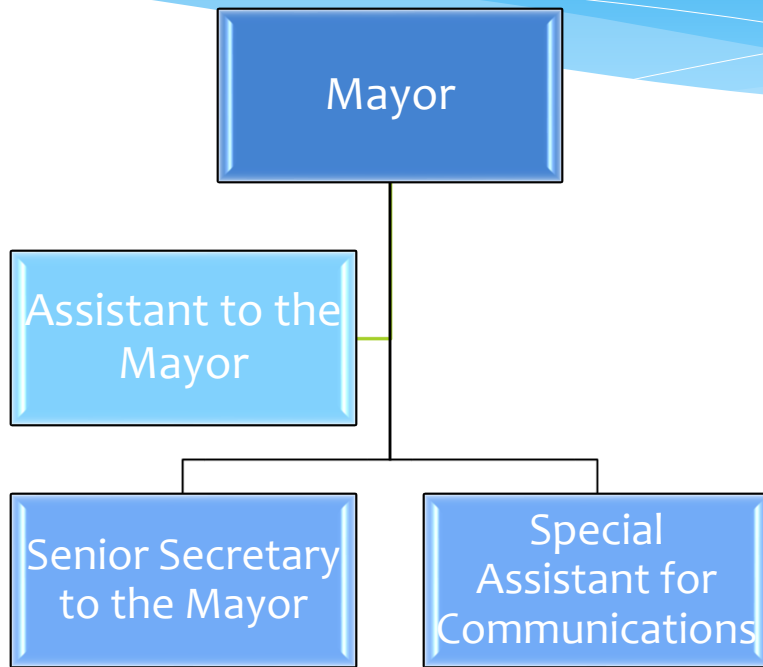 Mayor
Assistant to the
Mayor
Senior Secretary
to the Mayor
Special
Assistant for
Communications